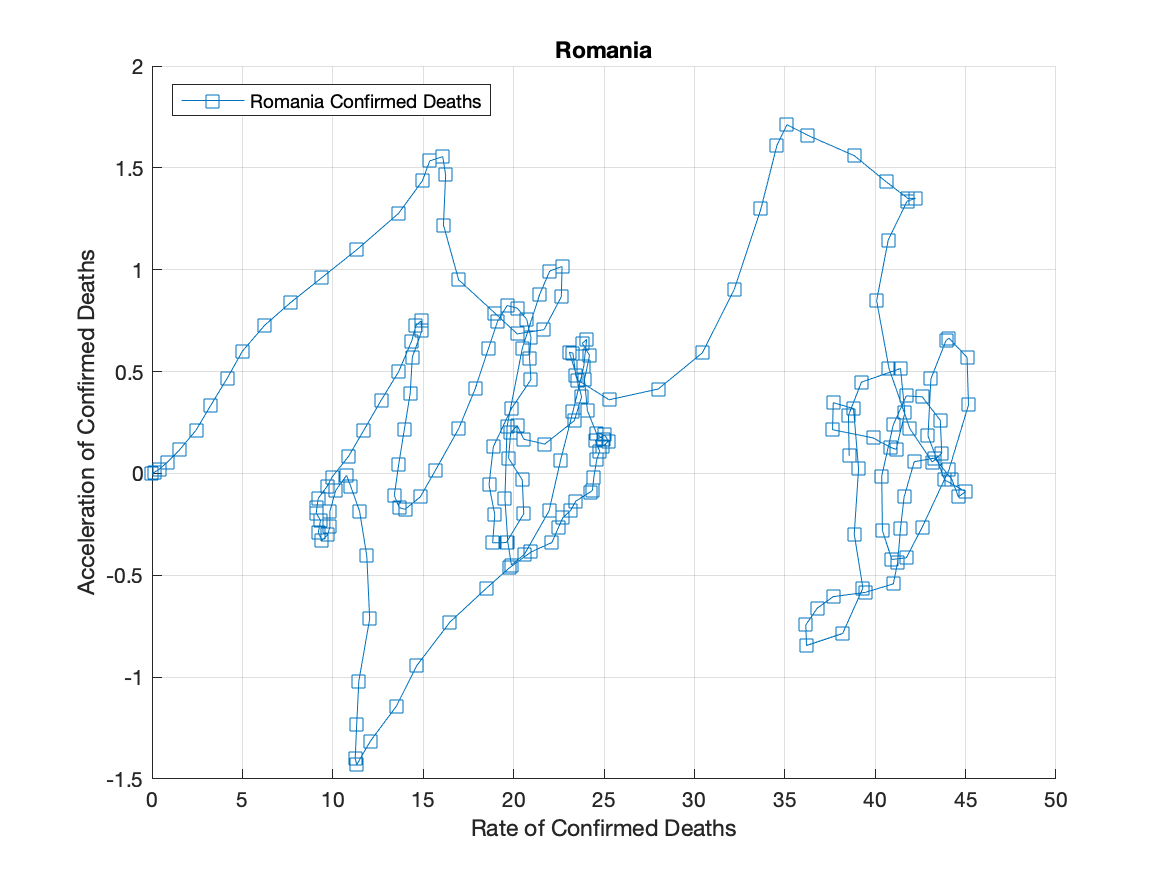 Romania
2
Romania Confirmed Deaths
1.5
1
0.5
0
-0.5
-1
-1.5
Acceleration of Confirmed Deaths
0 5 10 15 20 25 30 35 40 45 50
Rate of Confirmed Deaths